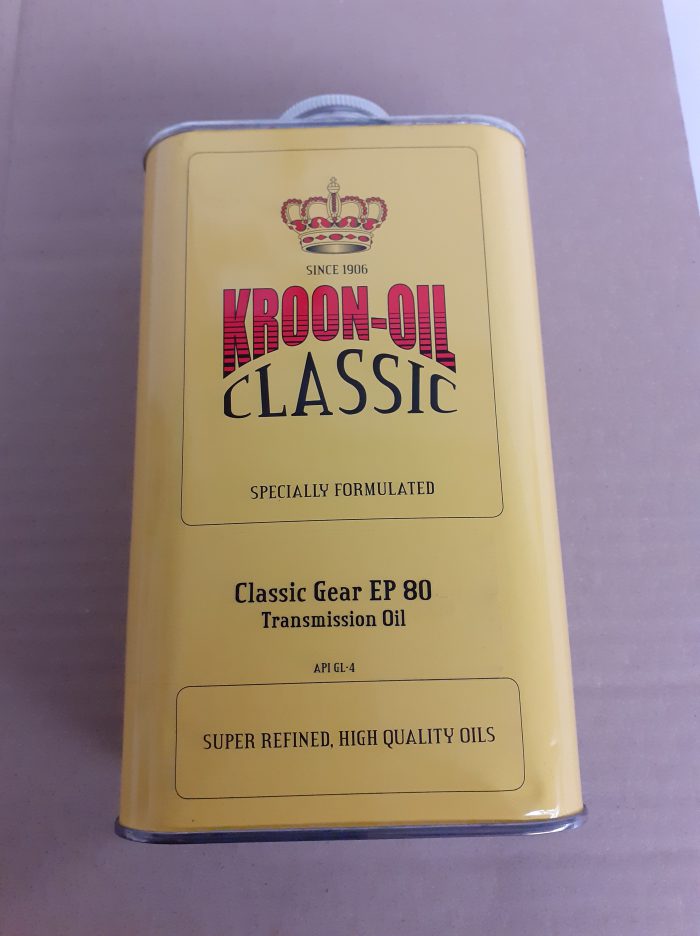 SINCE 1906
KROON-OIL
CLASSIC
SPECIALLY FORMULATED
Classic Gear EP 80
Transmission Oil
API GL-4
SUPER REFINED, HIGH QUALITY OILS